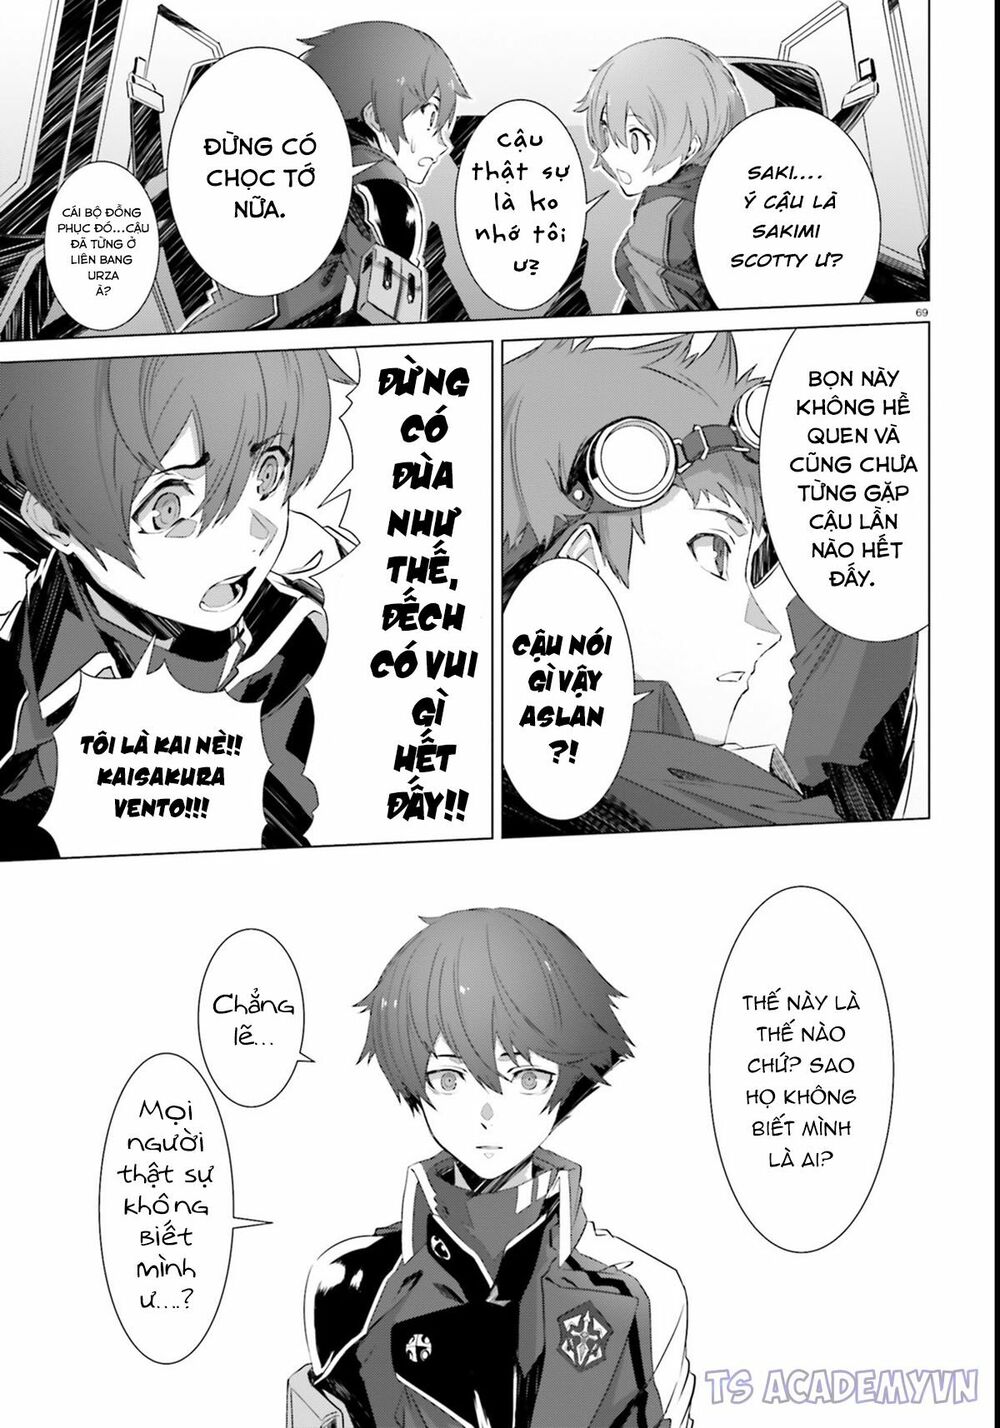 SAKI....
Ý CẬU LÀ
SAKIMI
SCOTTY Ư?
CẬU
THẬT SỰ
LÀ KO
NHỚ TÔI
Ư?
ĐỪNG CÓ
CHỌC TỚ
NỮA.
CÁI BỘ ĐỒNG
PHỤC ĐÓ...CẬU
ĐÃ TỪNG Ở
LIÊN BANG
URZA
À?
69
BỌN NÀY
KHÔNG HỀ
QUEN VÀ
CŨNG CHƯA
TỪNG GẶP
CẬU LẦN
NÀO HẾT
ĐẤY.
CẬU NÓI
GÌ VẬY
ASLAN
?!
ĐỪNG
CÓ
ĐÙA
NHƯ
THẾ,
ĐẾCH
CÓ VUI
GÌ
HẾT
ĐẤY!!
TÔI LÀ KAI NÈ!!
KAISAKURA
VENTO!!!
THẾ NÀY LÀ
THẾ NÀO
CHỨ? SAO
HỌ KHÔNG
BIẾT MÌNH
LÀ AI?
Chẳng
lẽ...
Mọi
người
thật sự
không
biết
mình
ư....?
TS ACADEMYVN